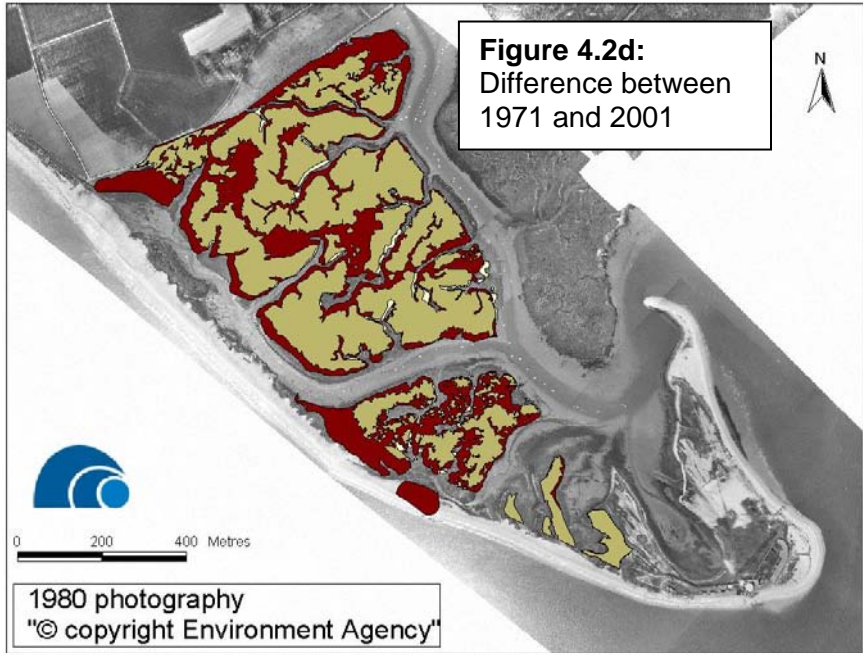 Figure 4.2d:
Difference between
1971 and 2001
N
0 200 400 Metres
1980 photography
"© copyright Environment Agency"